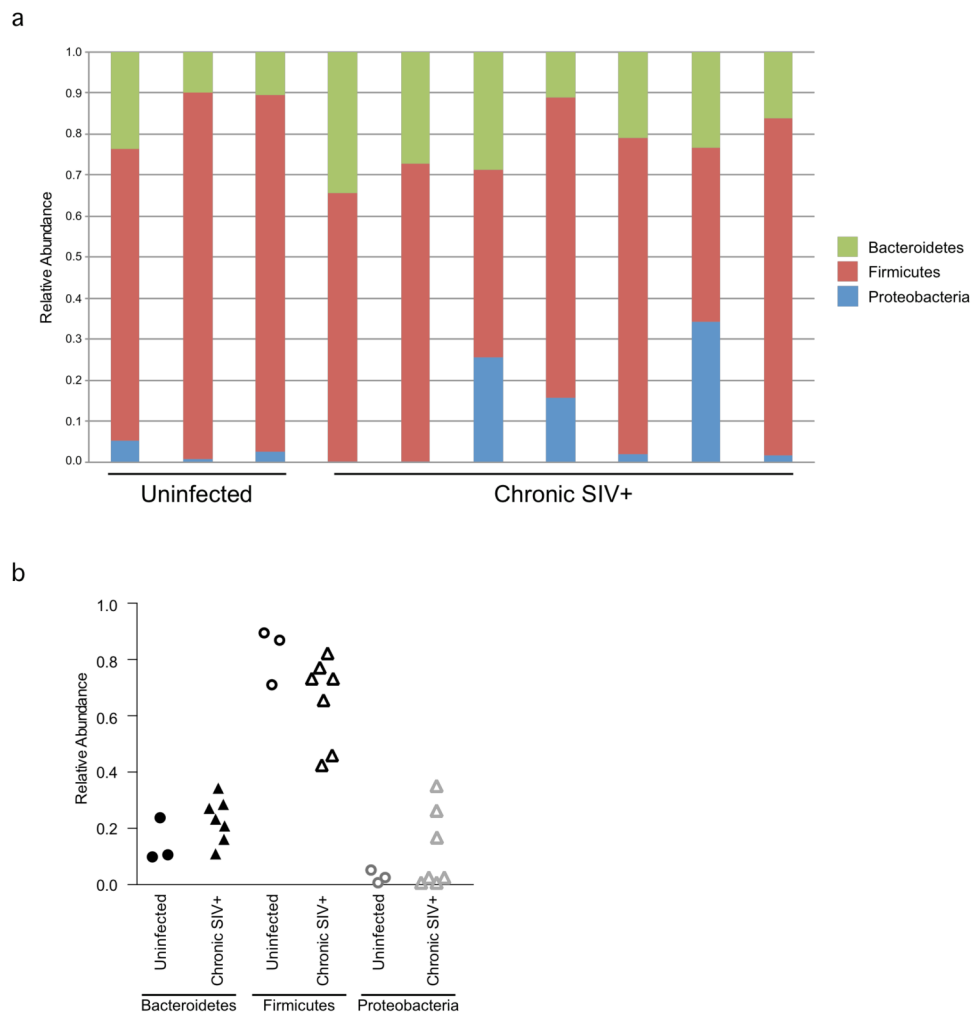 a
1.0
0.9
0.8
0.7
0.6
0.5
0.4
0.3
0.2
0.1
0.0
Relative Abundance
Uninfected
Chronic SIV+
Bacteroidetes
Firmicutes
Proteobacteria
b
1.0
0.8
0.6
0.4
0.2
0.0
Relative Abundance
Uninfected
Chronic SIV+
Uninfected
Chronic SIV+
Uninfected
Chronic SIV+
Bacteroidetes
Firmicutes
Proteobacteria